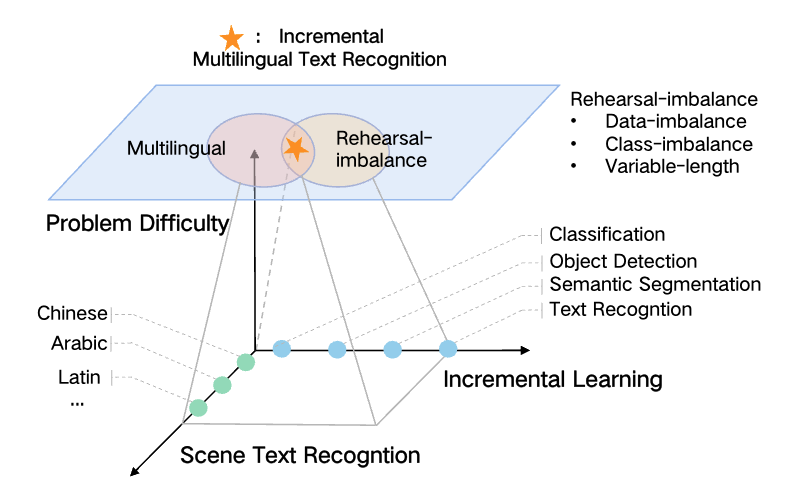 : Incremental
Multilingual Text Recognition
Rehearsal-imbalance
• Data-imbalance
• Class-imbalance
• Variable-length
Multilingual
Rehearsal-
imbalance
Problem Difficulty
Classification
Object Detection
Semantic Segmentation
Text Recogntion
Chinese
Arabic
Latin
...
Incremental Learning
Scene Text Recogntion